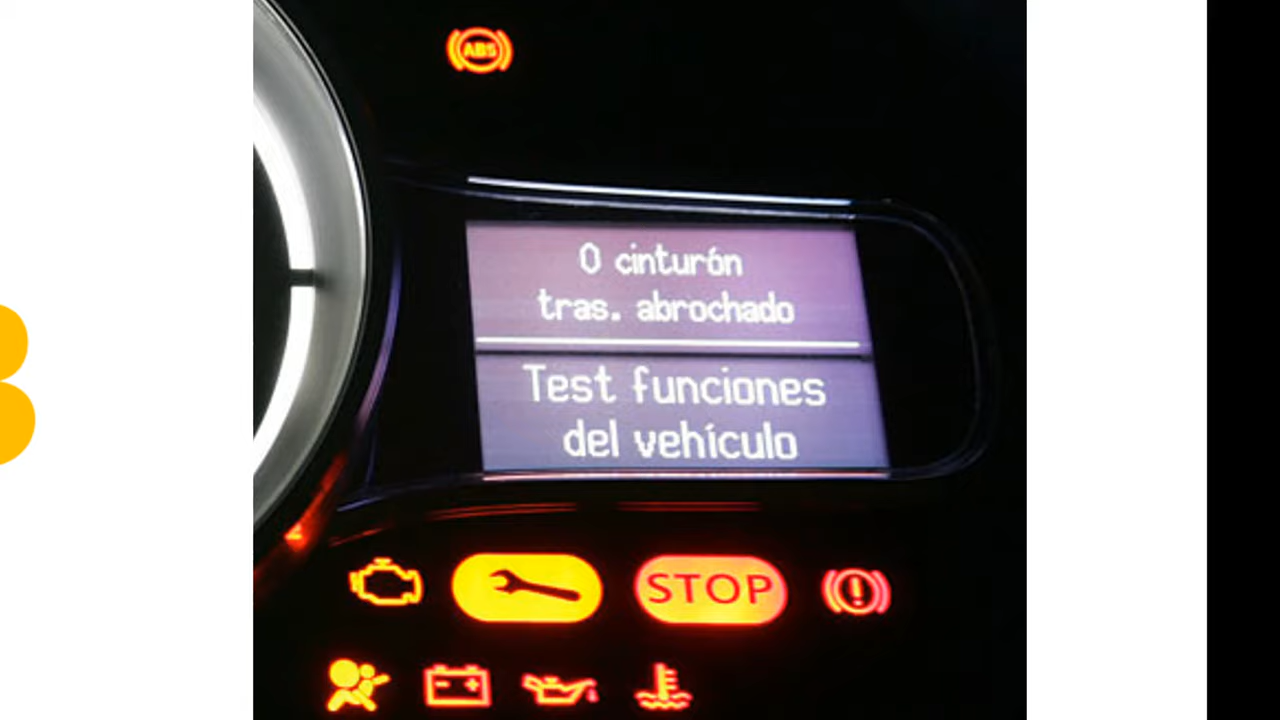 ABS
0 cinturón
tras. abrochado
Test funciones
del vehículo
STOP